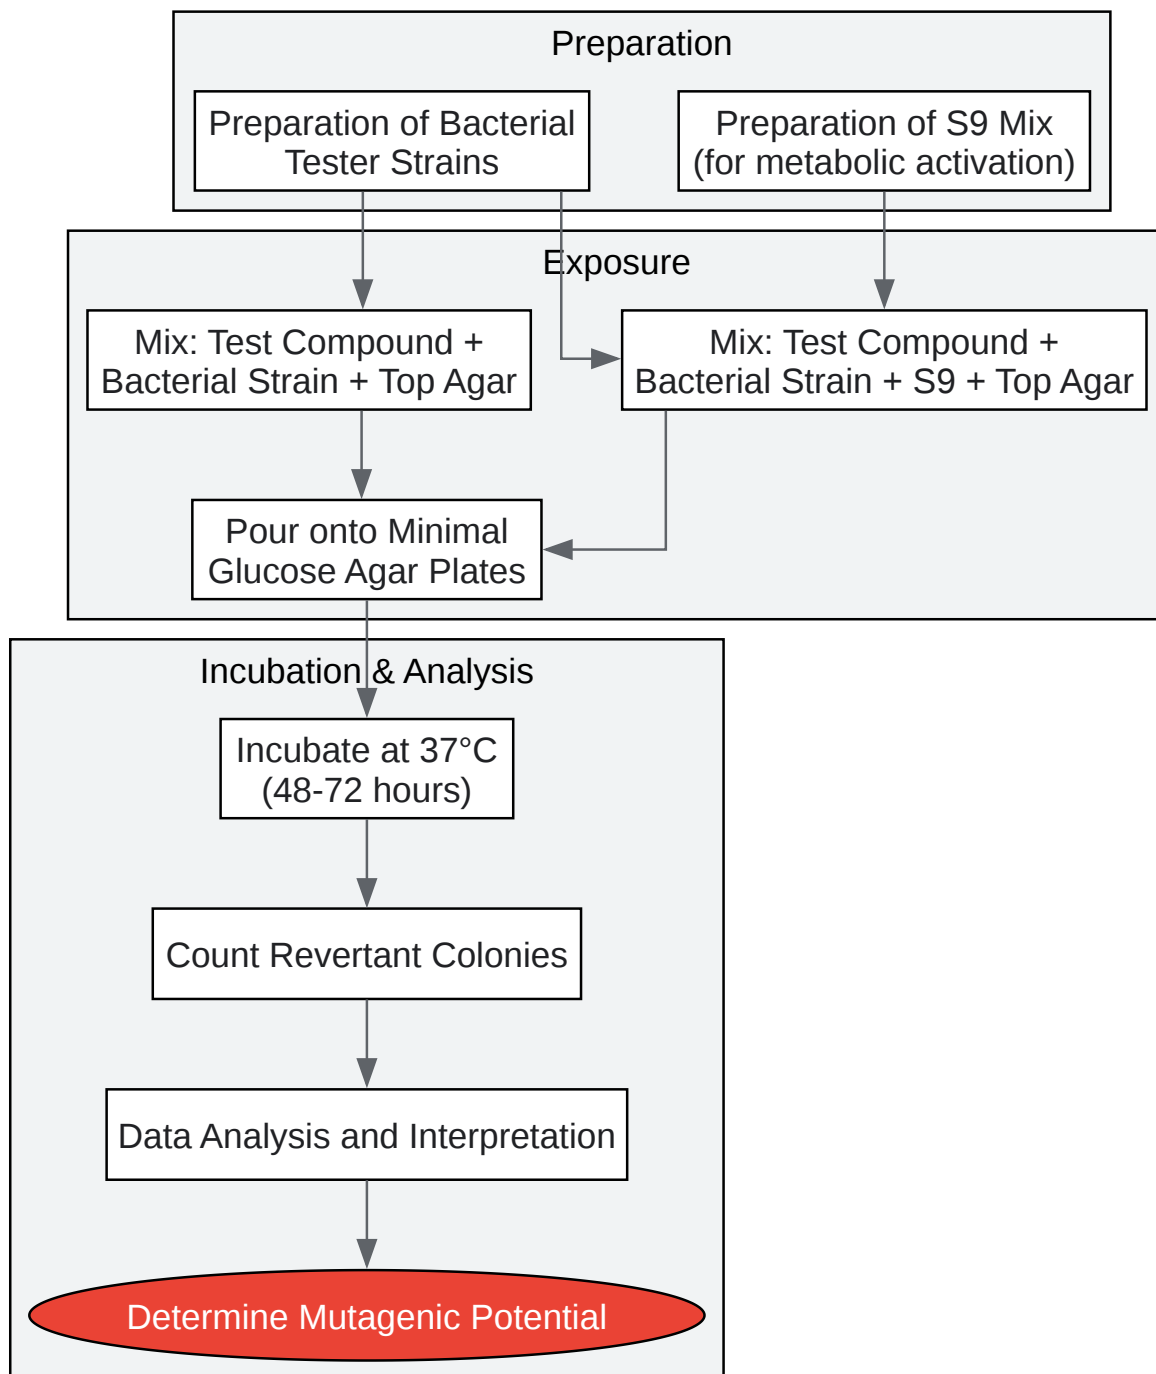 Preparation
Preparation of Bacterial
Tester Strains
Preparation of S9 Mix
(for metabolic activation)
Exposure
Mix: Test Compound +
Bacterial Strain + Top Agar
Mix: Test Compound +
Bacterial Strain + S9 + Top Agar
Pour onto Minimal
Glucose Agar Plates
Incubation & Analysis
Incubate at 37°C
(48-72 hours)
Count Revertant Colonies
Data Analysis and Interpretation
Determine Mutagenic Potential